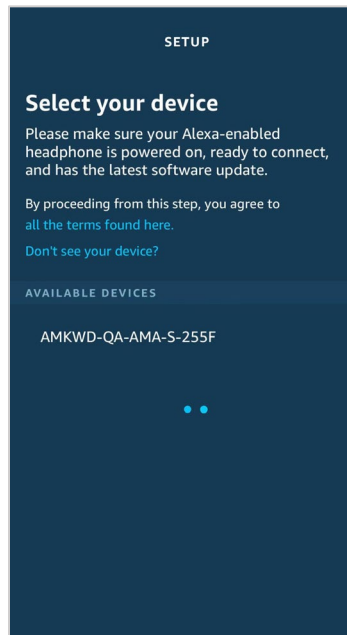 SETUP
Select your device
Please make sure your Alexa-enabled
headphone is powered on, ready to connect,
and has the latest software update.
By proceeding from this step, you agree to
all the terms found here.
Don't see your device?
AVAILABLE DEVICES
AMKWD-QA-AMA-S-255F